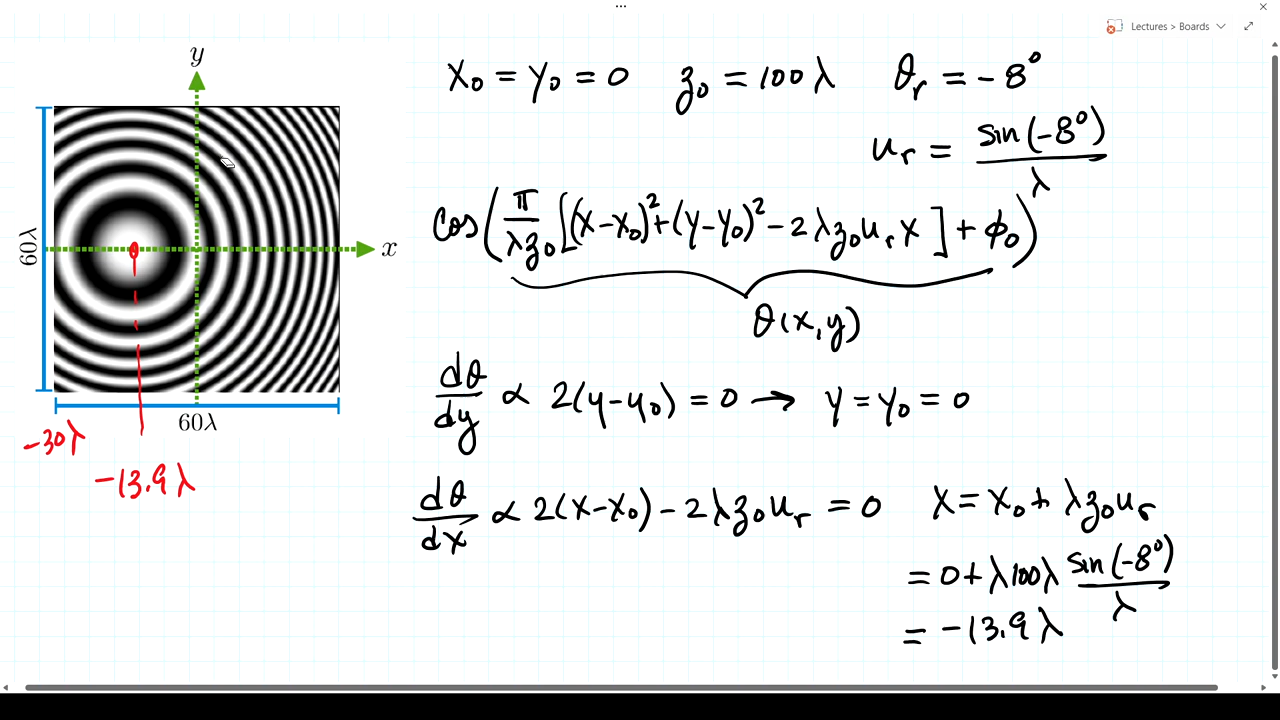 ...
Lectures > Boards
y
x
60λ
60λ
-30λ
-13.9λ
x₀ = y₀ = 0   z₀ = 100λ   θᵣ = -8°
uᵣ = sin(-8°)/λ
cos(π/(λz₀)[(x-x₀)²+(y-y₀)²-2λz₀uᵣx]+ϕ₀)
θ(x,y)
dθ/dy ∝ 2(y-y₀) = 0 → y = y₀ = 0
dθ/dx ∝ 2(x-x₀)-2λz₀uᵣ = 0   x = x₀ + λz₀uᵣ
= 0+λ100λ sin(-8°)/λ
= -13.9λ